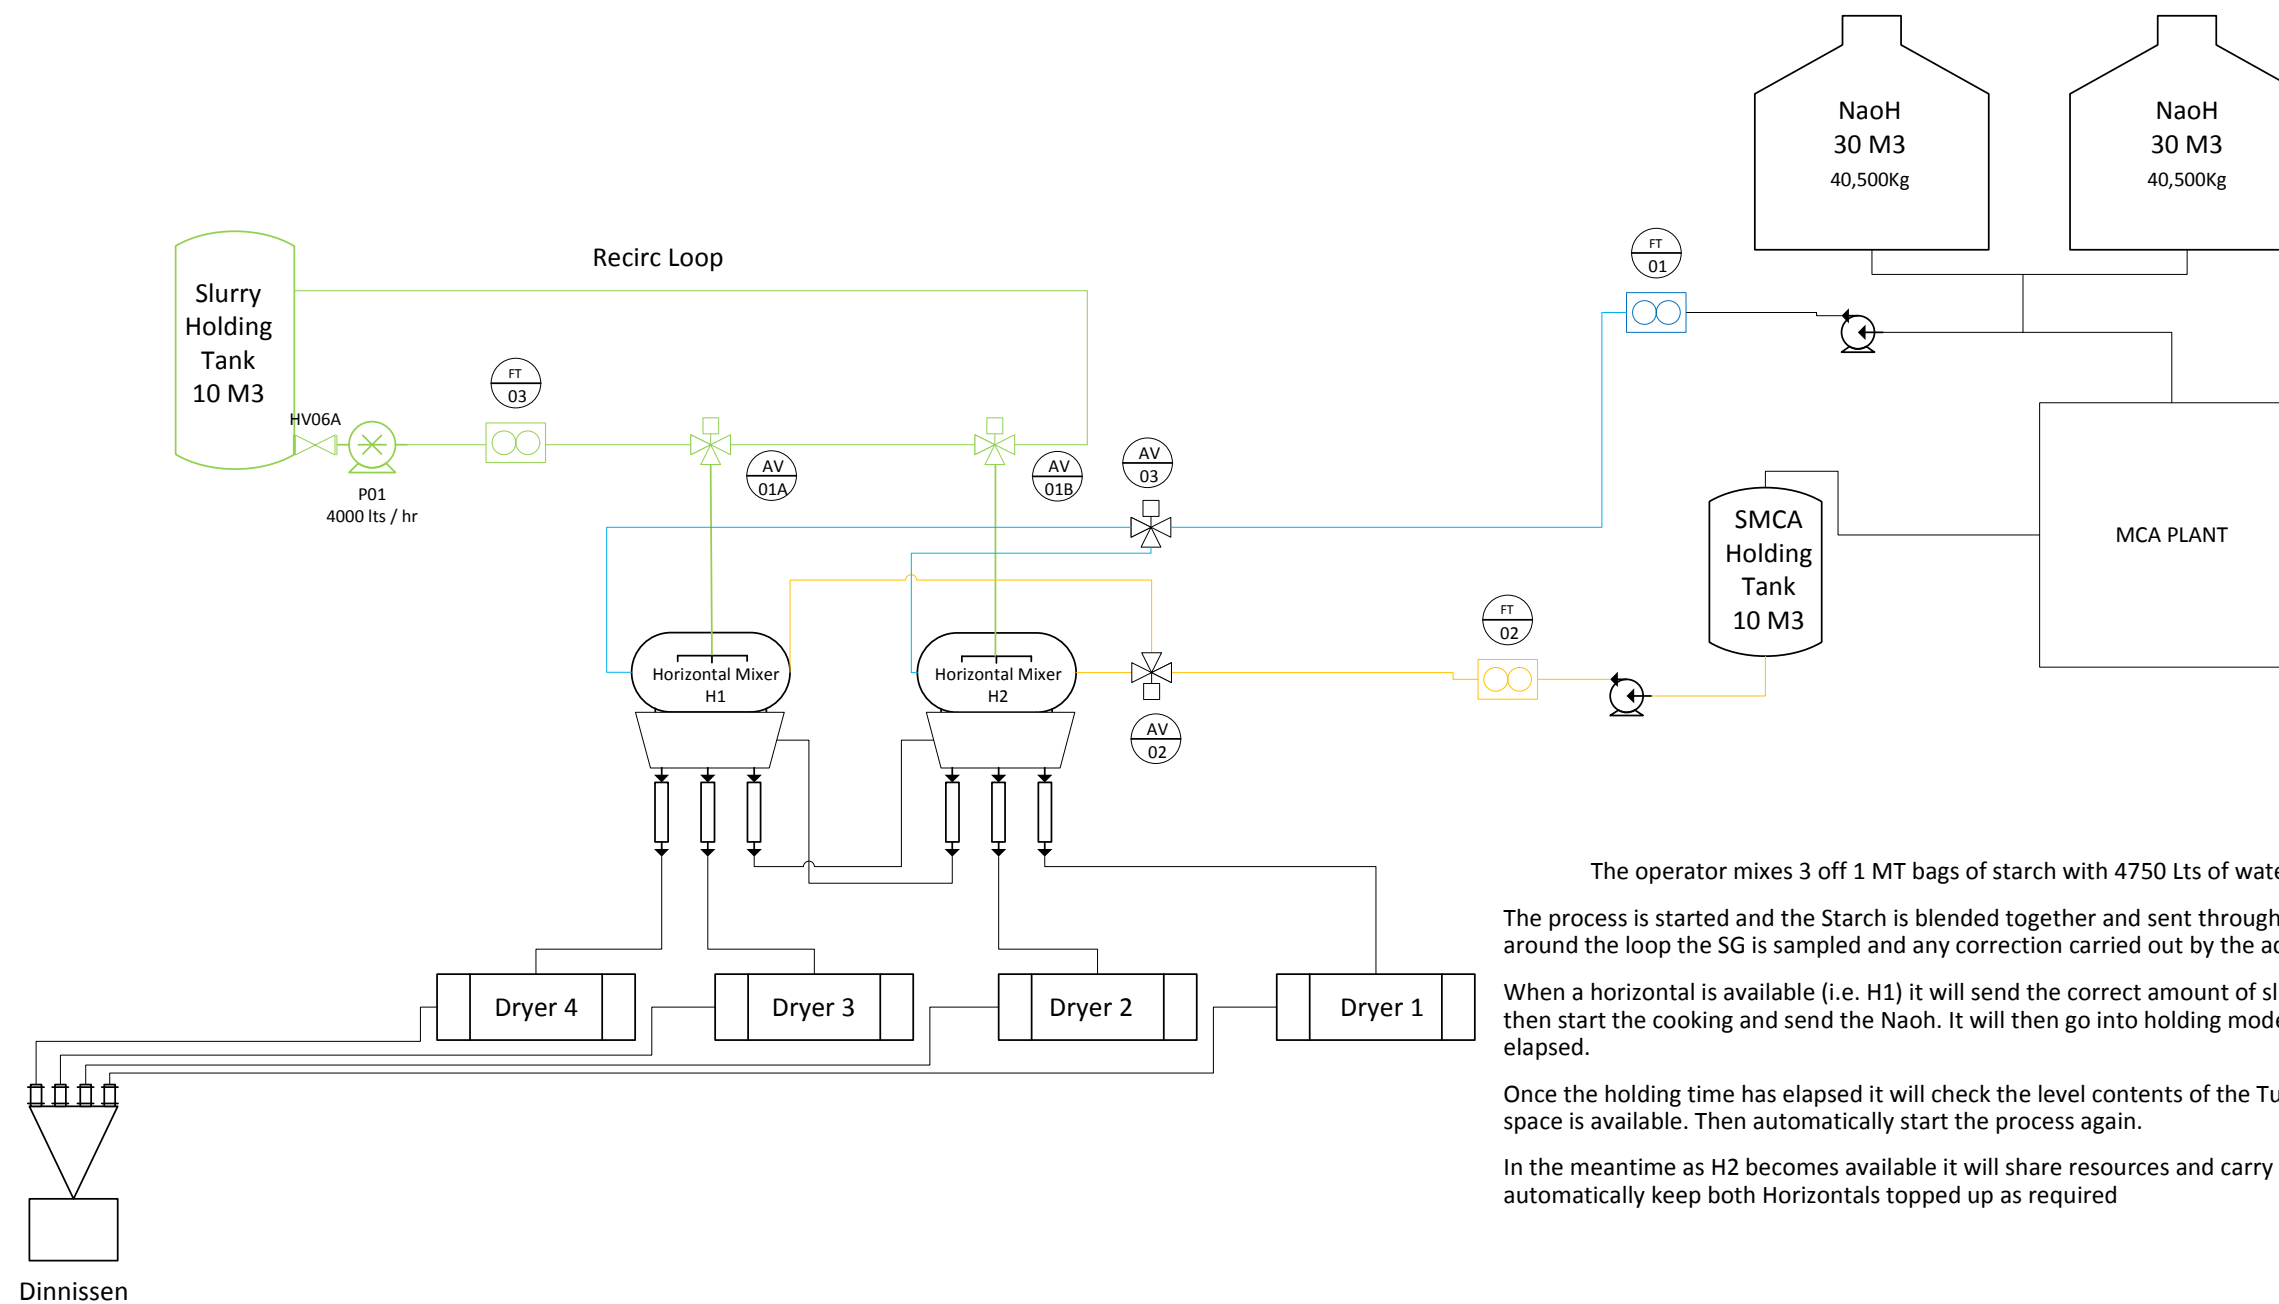 NaoH
30 M3
40,500Kg
NaoH
30 M3
40,500Kg
FT
01
Recirc Loop
Slurry
Holding
Tank
10 M3
HV06A
FT
03
P01
4000 lts / hr
AV
01A
AV
01B
AV
03
SMCA
Holding
Tank
10 M3
MCA PLANT
FT
02
Horizontal Mixer
H1
Horizontal Mixer
H2
AV
02
The operator mixes 3 off 1 MT bags of starch with 4750 Lts of wate
The process is started and the Starch is blended together and sent through
around the loop the SG is sampled and any correction carried out by the ad
When a horizontal is available (i.e. H1) it will send the correct amount of sl
then start the cooking and send the Naoh. It will then go into holding mode
elapsed.
Once the holding time has elapsed it will check the level contents of the Tu
space is available. Then automatically start the process again.
In the meantime as H2 becomes available it will share resources and carry
automatically keep both Horizontals topped up as required
Dryer 4
Dryer 3
Dryer 2
Dryer 1
Dinnissen